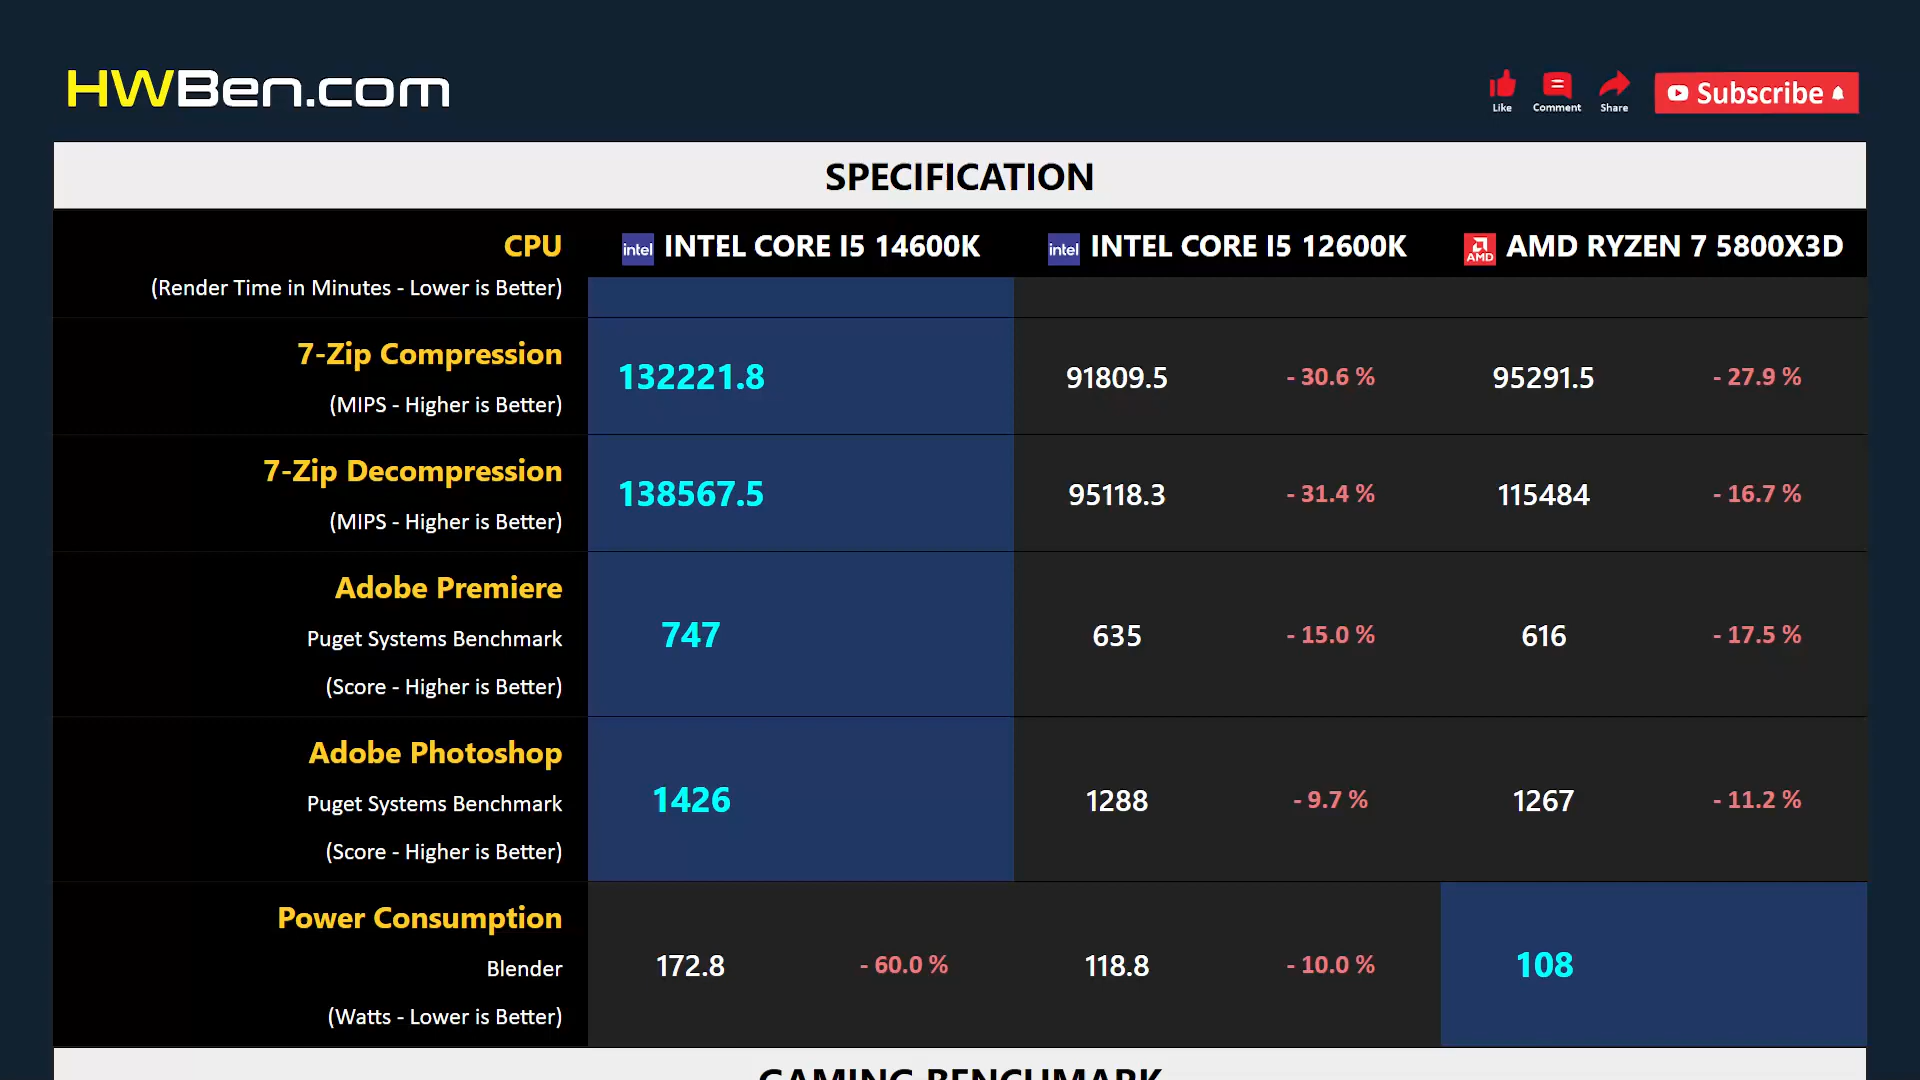 HWBen.com
Like
Comment
Share
Subscribe
SPECIFICATION
CPU
intel INTEL CORE I5 14600K
intel INTEL CORE I5 12600K
AMD AMD RYZEN 7 5800X3D
(Render Time in Minutes - Lower is Better)
7-Zip Compression
(MIPS - Higher is Better)
132221.8
91809.5
- 30.6 %
95291.5
- 27.9 %
7-Zip Decompression
(MIPS - Higher is Better)
138567.5
95118.3
- 31.4 %
115484
- 16.7 %
Adobe Premiere
Puget Systems Benchmark
(Score - Higher is Better)
747
635
- 15.0 %
616
- 17.5 %
Adobe Photoshop
Puget Systems Benchmark
(Score - Higher is Better)
1426
1288
- 9.7 %
1267
- 11.2 %
Power Consumption
Blender
(Watts - Lower is Better)
172.8
- 60.0 %
118.8
- 10.0 %
108
GAMING BENCHMARK